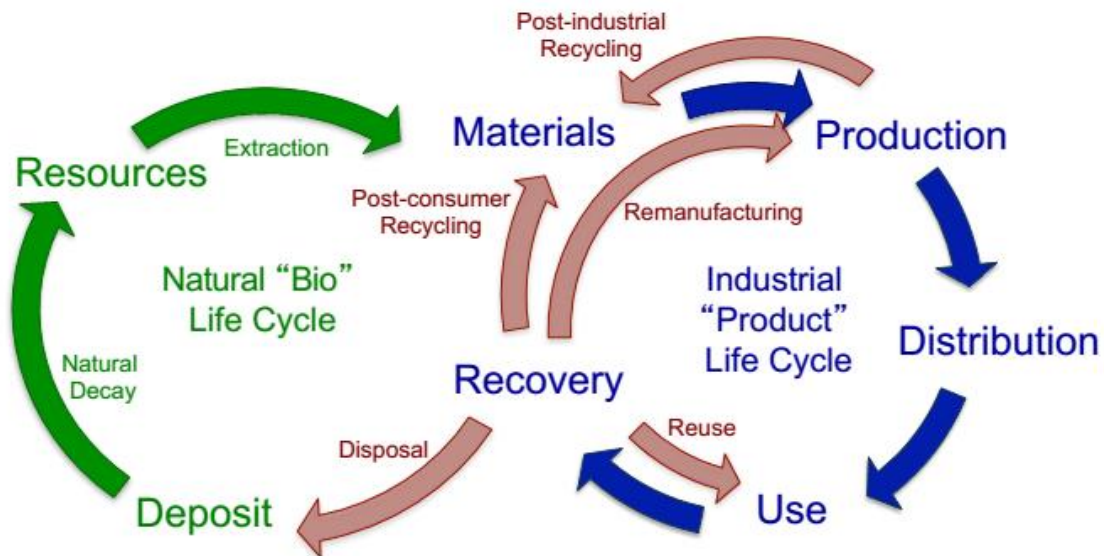 Post-industrial
Recycling
Materials
Production
Extraction
Resources
Post-consumer
Recycling
Remanufacturing
Natural “Bio”
Life Cycle
Industrial
“Product”
Life Cycle
Distribution
Natural
Decay
Recovery
Disposal
Reuse
Deposit
Use